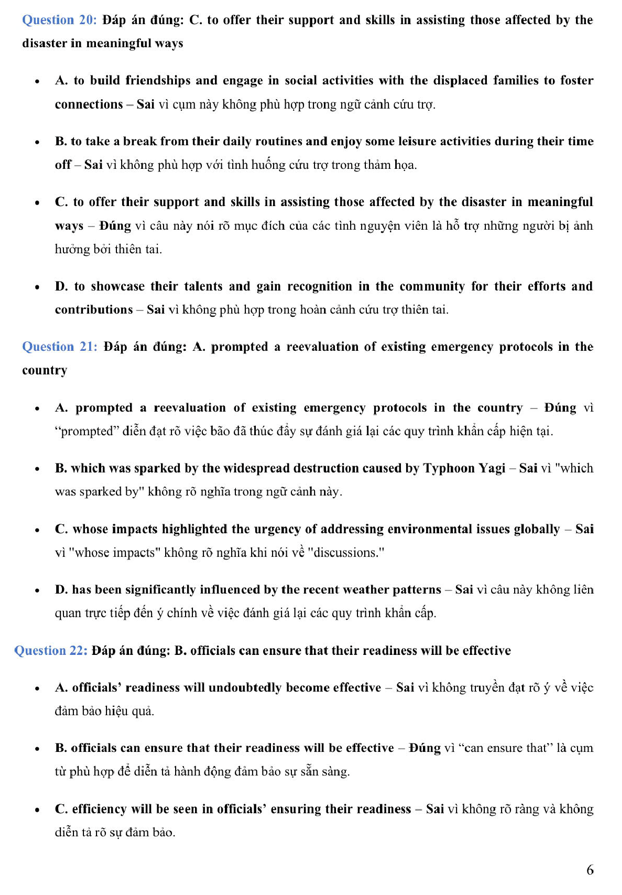 Question 20: Đáp án đúng: C. to offer their support and skills in assisting those affected by the
disaster in meaningful ways
• A. to build friendships and engage in social activities with the displaced families to foster
connections – Sai vì cụm này không phù hợp trong ngữ cảnh cứu trợ.
• B. to take a break from their daily routines and enjoy some leisure activities during their time
off – Sai vì không phù hợp với tình huống cứu trợ trong thảm họa.
• C. to offer their support and skills in assisting those affected by the disaster in meaningful
ways – Đúng vì câu này nói rõ mục đích của các tình nguyện viên là hỗ trợ những người bị ảnh
hưởng bởi thiên tai.
• D. to showcase their talents and gain recognition in the community for their efforts and
contributions – Sai vì không phù hợp trong hoàn cảnh cứu trợ thiên tai.
Question 21: Đáp án đúng: A. prompted a reevaluation of existing emergency protocols in the
country
• A. prompted a reevaluation of existing emergency protocols in the country – Đúng vì
“prompted” diễn đạt rõ việc bão đã thúc đẩy sự đánh giá lại các quy trình khẩn cấp hiện tại.
• B. which was sparked by the widespread destruction caused by Typhoon Yagi – Sai vì "which
was sparked by" không rõ nghĩa trong ngữ cảnh này.
• C. whose impacts highlighted the urgency of addressing environmental issues globally – Sai
vì "whose impacts" không rõ nghĩa khi nói về "discussions."
• D. has been significantly influenced by the recent weather patterns – Sai vì câu này không liên
quan trực tiếp đến ý chính về việc đánh giá lại các quy trình khẩn cấp.
Question 22: Đáp án đúng: B. officials can ensure that their readiness will be effective
• A. officials’ readiness will undoubtedly become effective – Sai vì không truyền đạt rõ ý về việc
đảm bảo hiệu quả.
• B. officials can ensure that their readiness will be effective – Đúng vì “can ensure that” là cụm
từ phù hợp để diễn tả hành động đảm bảo sự sẵn sàng.
• C. efficiency will be seen in officials’ ensuring their readiness – Sai vì không rõ ràng và không
diễn tả rõ sự đảm bảo.
6